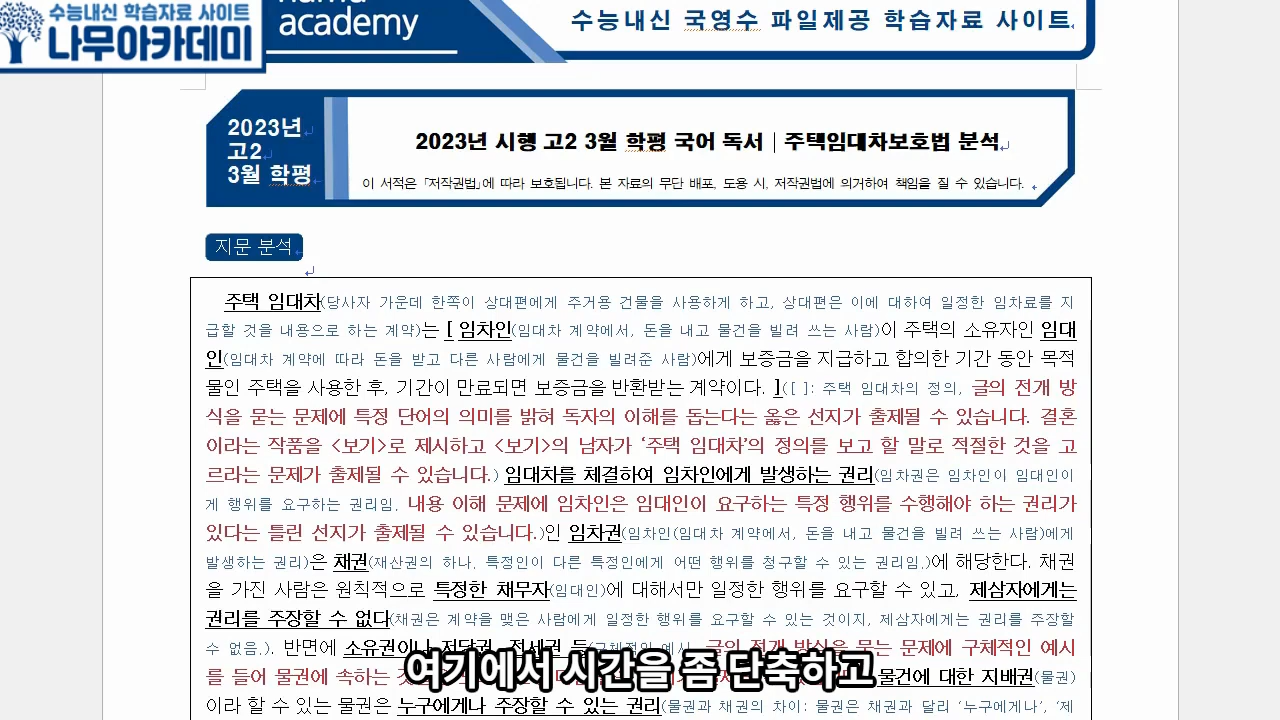 수능내신 학습자료 사이트
나무아카데미
academy
수능내신 국영수 파일제공 학습자료 사이트
2023년
고2
3월 학평
2023년 시행 고2 3월 학평 국어 독서｜주택임대차보호법 분석
이 서적은 「저작권법」에 따라 보호됩니다. 본 자료의 무단 배포, 도용 시, 저작권법에 의거하여 책임을 질 수 있습니다.
지문 분석
주택 임대차(당사자 가운데 한쪽이 상대편에게 주거용 건물을 사용하게 하고, 상대편은 이에 대하여 일정한 임차료를 지
급할 것을 내용으로 하는 계약)는 [ 임차인(임대차 계약에서, 돈을 내고 물건을 빌려 쓰는 사람)이 주택의 소유자인 임대
인(임대차 계약에 따라 돈을 받고 다른 사람에게 물건을 빌려준 사람)에게 보증금을 지급하고 합의한 기간 동안 목적
물인 주택을 사용한 후, 기간이 만료되면 보증금을 반환받는 계약이다. ]([ ]: 주택 임대차의 정의, 글의 전개 방
식을 묻는 문제에 특정 단어의 의미를 밝혀 독자의 이해를 돕는다는 옳은 선지가 출제될 수 있습니다. 결혼
이라는 작품을 <보기>로 제시하고 <보기>의 남자가 ‘주택 임대차’의 정의를 보고 할 말로 적절한 것을 고
르라는 문제가 출제될 수 있습니다.) 임대차를 체결하여 임차인에게 발생하는 권리(임차권은 임차인이 임대인이
게 행위를 요구하는 권리임. 내용 이해 문제에 임차인은 임대인이 요구하는 특정 행위를 수행해야 하는 권리가
있다는 틀린 선지가 출제될 수 있습니다.)인 임차권(임차인(임대차 계약에서, 돈을 내고 물건을 빌려 쓰는 사람)에게
발생하는 권리)은 채권(재산권의 하나, 특정인이 다른 특정인에게 어떤 행위를 청구할 수 있는 권리임,)에 해당한다. 채권
을 가진 사람은 원칙적으로 특정한 채무자(임대인)에 대해서만 일정한 행위를 요구할 수 있고, 제삼자에게는
권리를 주장할 수 없다(채권은 계약을 맺은 사람에게 일정한 행위를 요구할 수 있는 것이지, 제삼자에게는 권리를 주장할
수 없음.). 반면에 소유권이나 저당권, 전세권 등(구체적인 예시, 글의 전개 방식을 묻는 문제에 구체적인 예시
를 들어 물권에 속하는 물건에 대한 지배권(물권)
이라 할 수 있는 물권은 누구에게나 주장할 수 있는 권리(물권과 채권의 차이: 물권은 채권과 달리 ‘누구에게나’, ‘제
여기에서 시간을 좀 단축하고